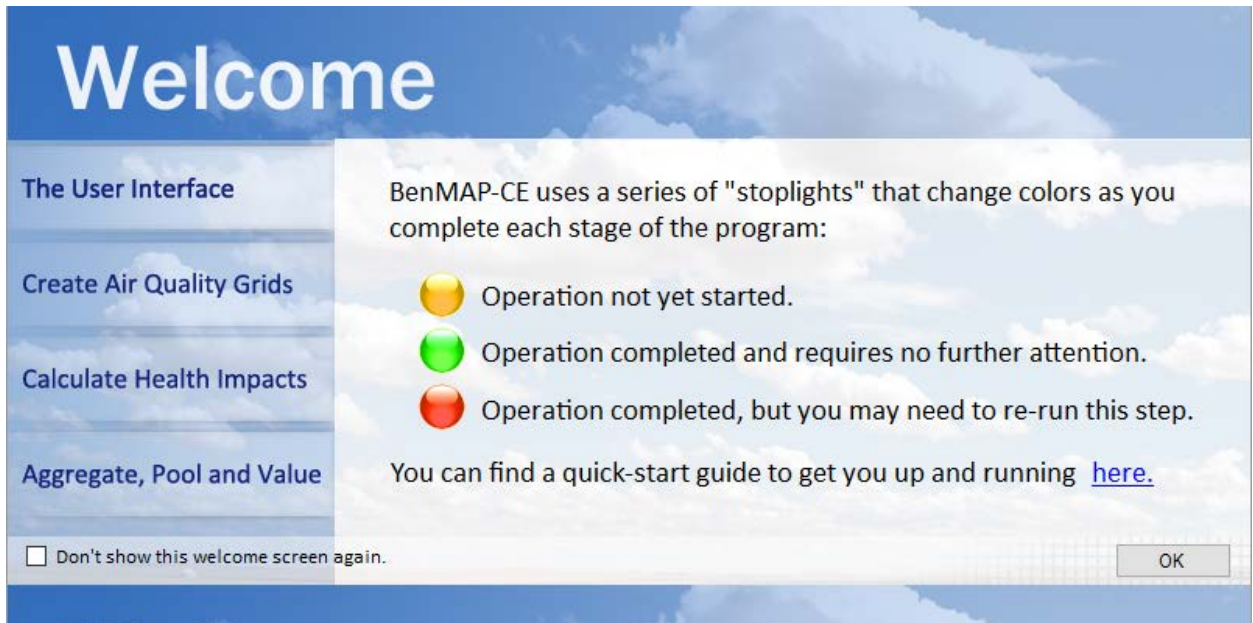 Welcome
The User Interface
Create Air Quality Grids
Calculate Health Impacts
Aggregate, Pool and Value
BenMAP-CE uses a series of "stoplights" that change colors as you
complete each stage of the program:
Operation not yet started.
Operation completed and requires no further attention.
Operation completed, but you may need to re-run this step.
You can find a quick-start guide to get you up and running here.
Don't show this welcome screen again.
OK